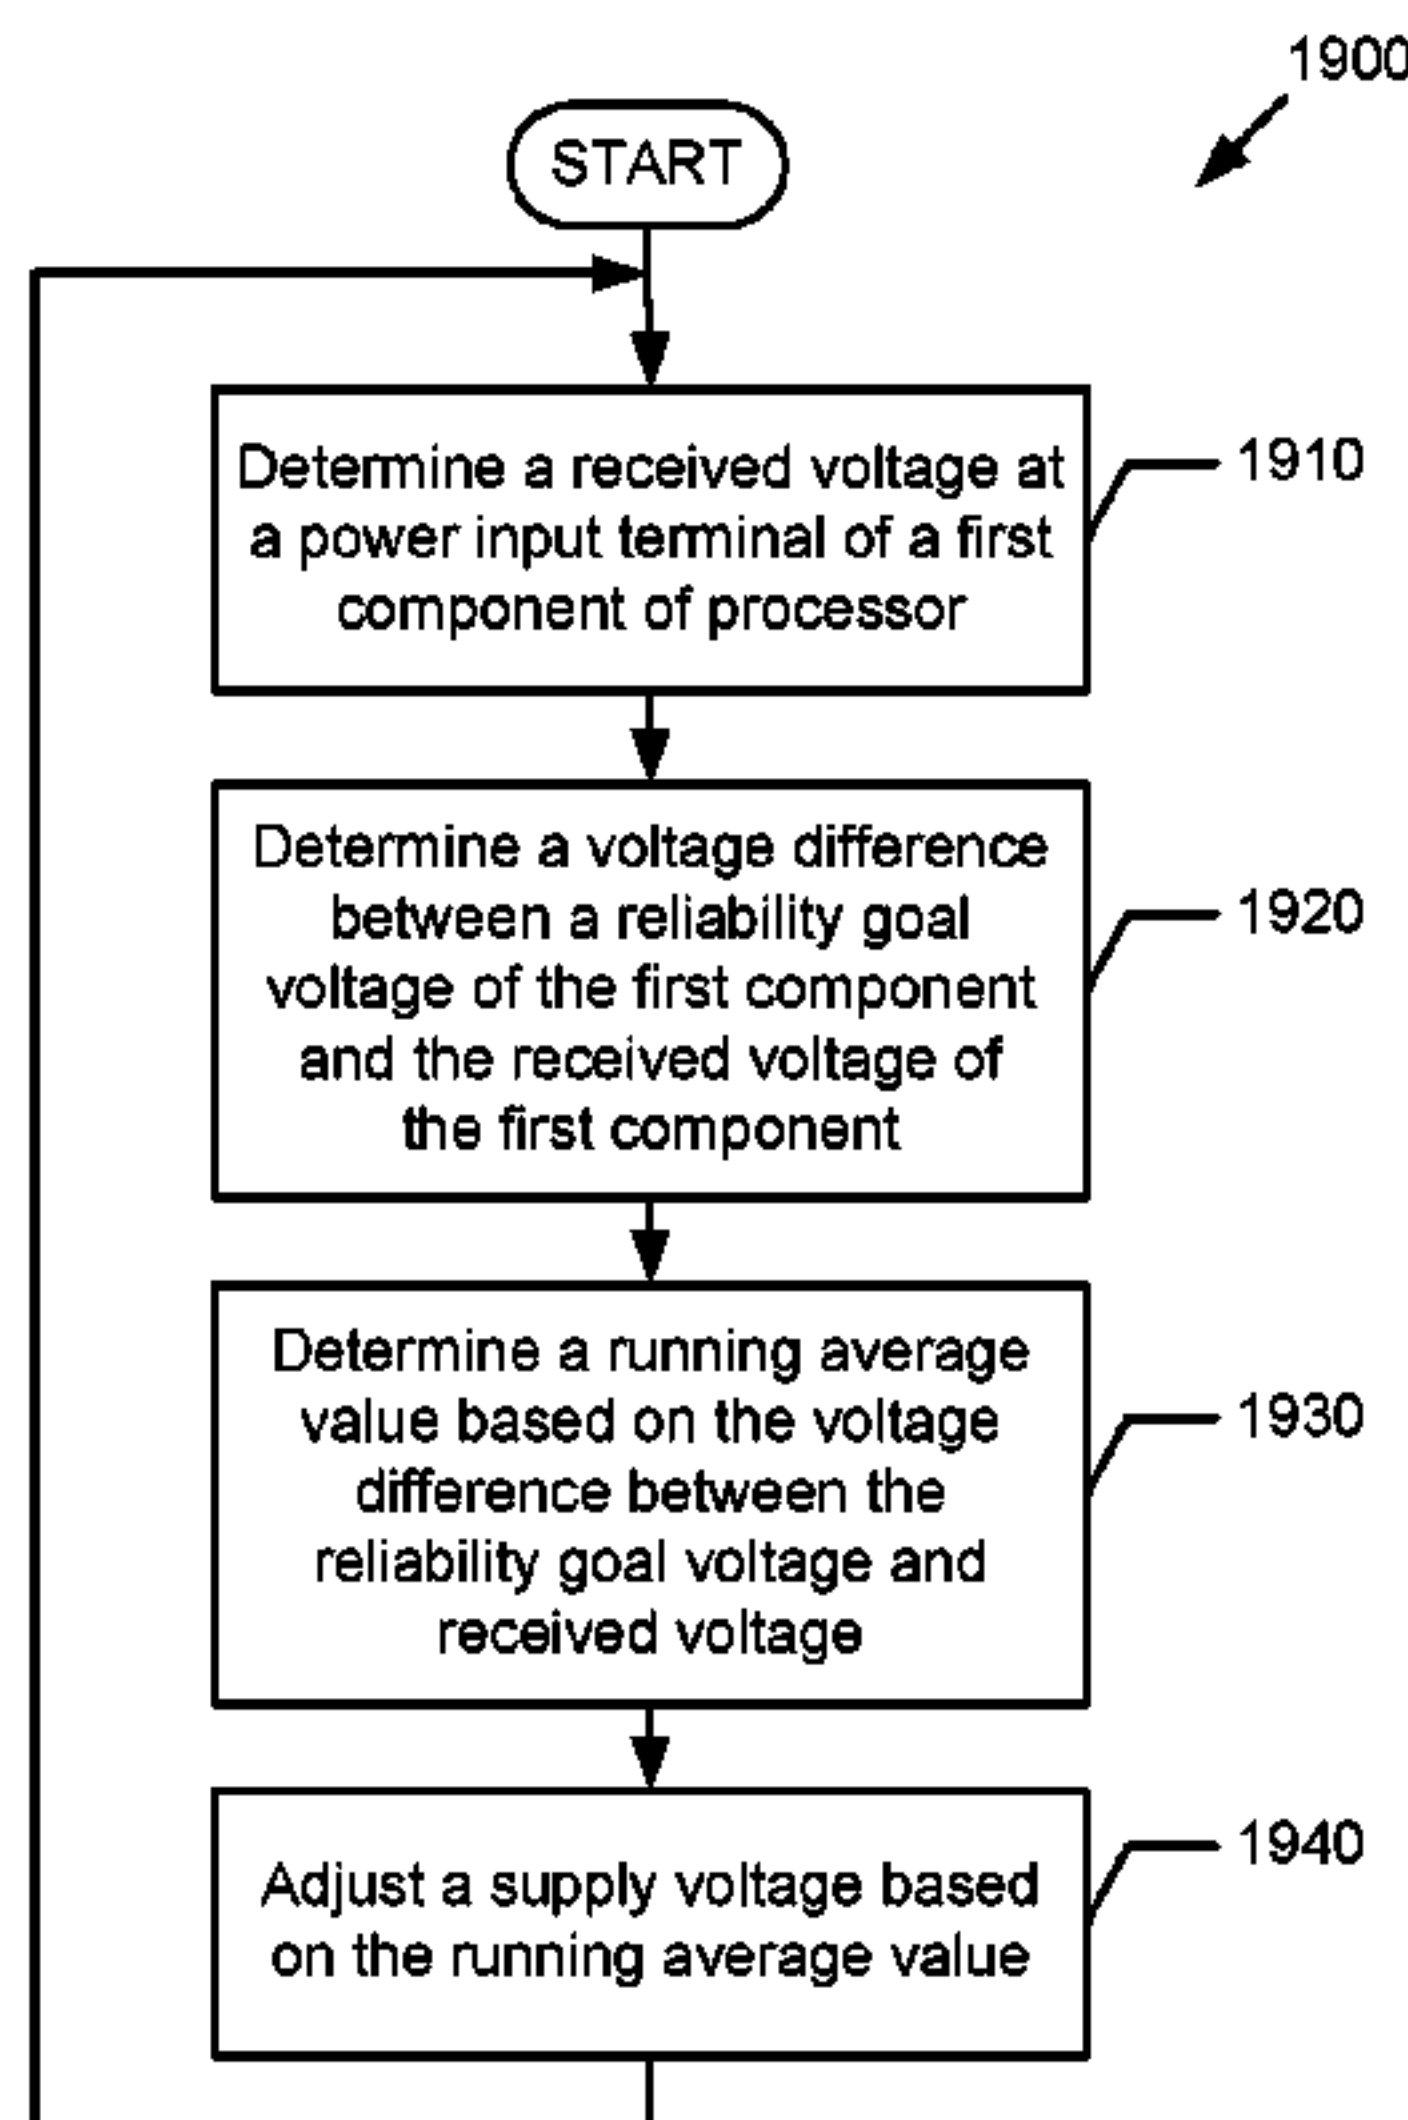 1900
START
Determine a received voltage at
a power input terminal of a first
component of processor
1910
Determine a voltage difference
between a reliability goal
voltage of the first component
and the received voltage of
the first component
1920
Determine a running average
value based on the voltage
difference between the
reliability goal voltage and
received voltage
1930
Adjust a supply voltage based
on the running average value
1940